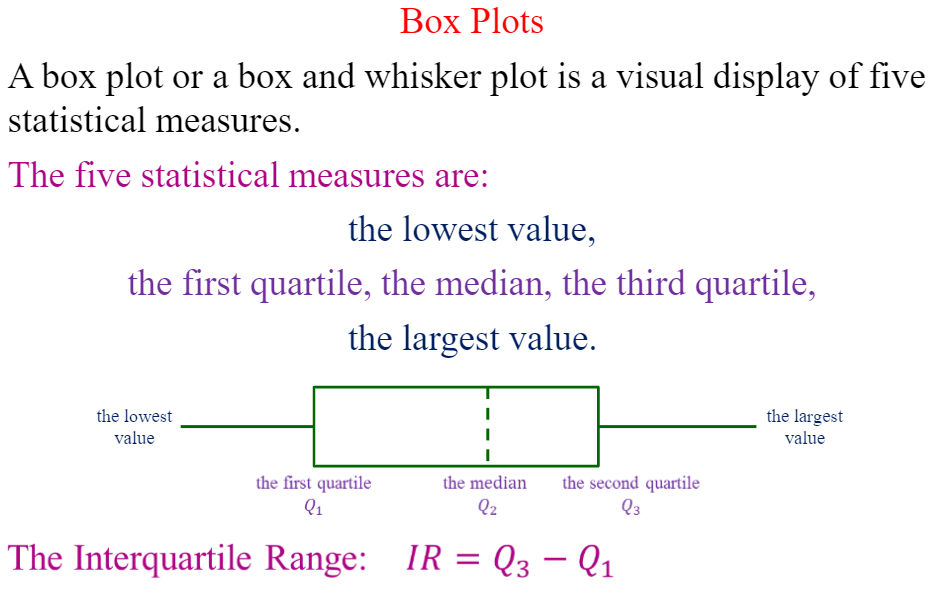 Box Plots
A box plot or a box and whisker plot is a visual display of five
statistical measures.
The five statistical measures are:
the lowest value,
the first quartile, the median, the third quartile,
the largest value.
the lowest
value
the largest
value
the first quartile
Q₁
the median
Q₂
the second quartile
Q₃
The Interquartile Range: IR = Q₃ − Q₁